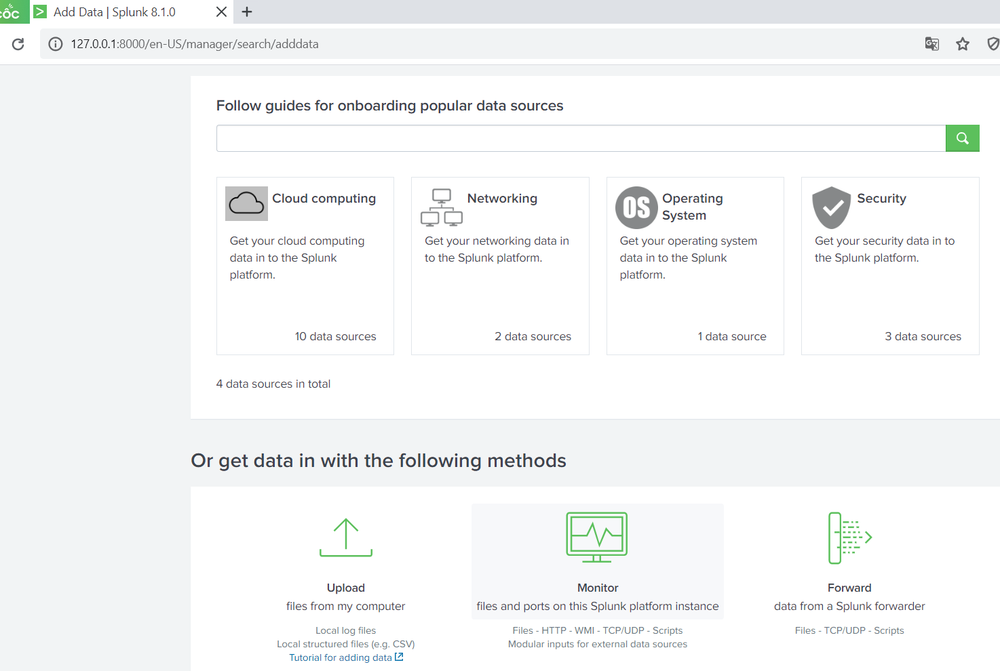 cốc
Add Data | Splunk 8.1.0
127.0.0.1:8000/en-US/manager/search/adddata
Follow guides for onboarding popular data sources
Cloud computing
Get your cloud computing
data in to the Splunk
platform.
10 data sources
Networking
Get your networking data in
to the Splunk platform.
2 data sources
OS
Operating
System
Get your operating system
data in to the Splunk
platform.
1 data source
Security
Get your security data in to
the Splunk platform.
3 data sources
4 data sources in total
Or get data in with the following methods
Upload
files from my computer
Local log files
Local structured files (e.g. CSV)
Tutorial for adding data
Monitor
files and ports on this Splunk platform instance
Files - HTTP - WMI - TCP/UDP - Scripts
Modular inputs for external data sources
Forward
data from a Splunk forwarder
Files - TCP/UDP - Scripts